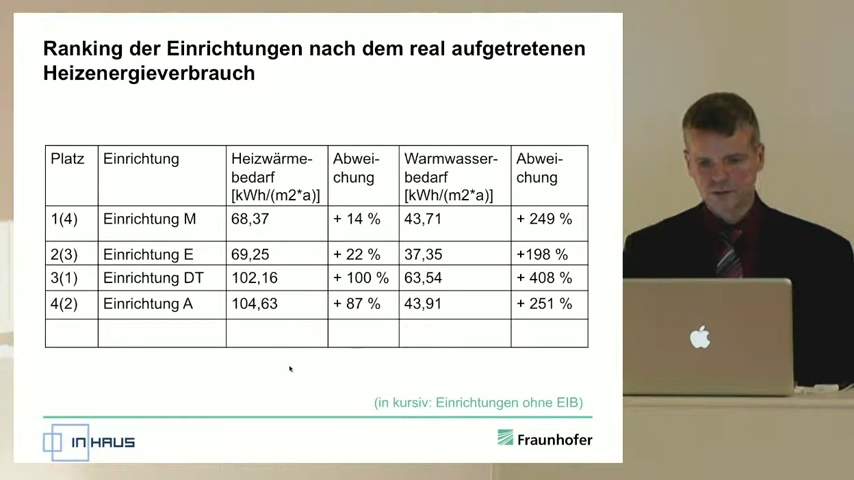 Ranking der Einrichtungen nach dem real aufgetretenen
Heizenergieverbrauch
Platz Einrichtung Heizwärme- Abwei- Warmwasser- Abwei-
bedarf chung bedarf chung
[kWh/(m2*a)] [kWh/(m2*a)]
1(4) Einrichtung M 68,37 + 14 % 43,71 + 249 %
2(3) Einrichtung E 69,25 + 22 % 37,35 +198 %
3(1) Einrichtung DT 102,16 + 100 % 63,54 + 408 %
4(2) Einrichtung A 104,63 + 87 % 43,91 + 251 %
(in kursiv: Einrichtungen ohne EIB)
INHAUS Fraunhofer